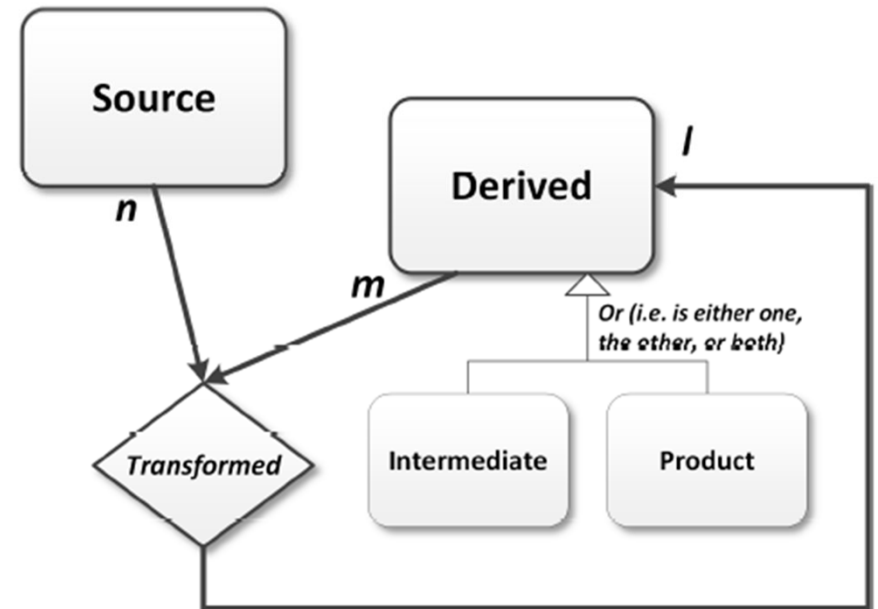 Source
n
Derived
l
m
Or (i.e. is either one,
the other, or both)
Transformed
Intermediate
Product